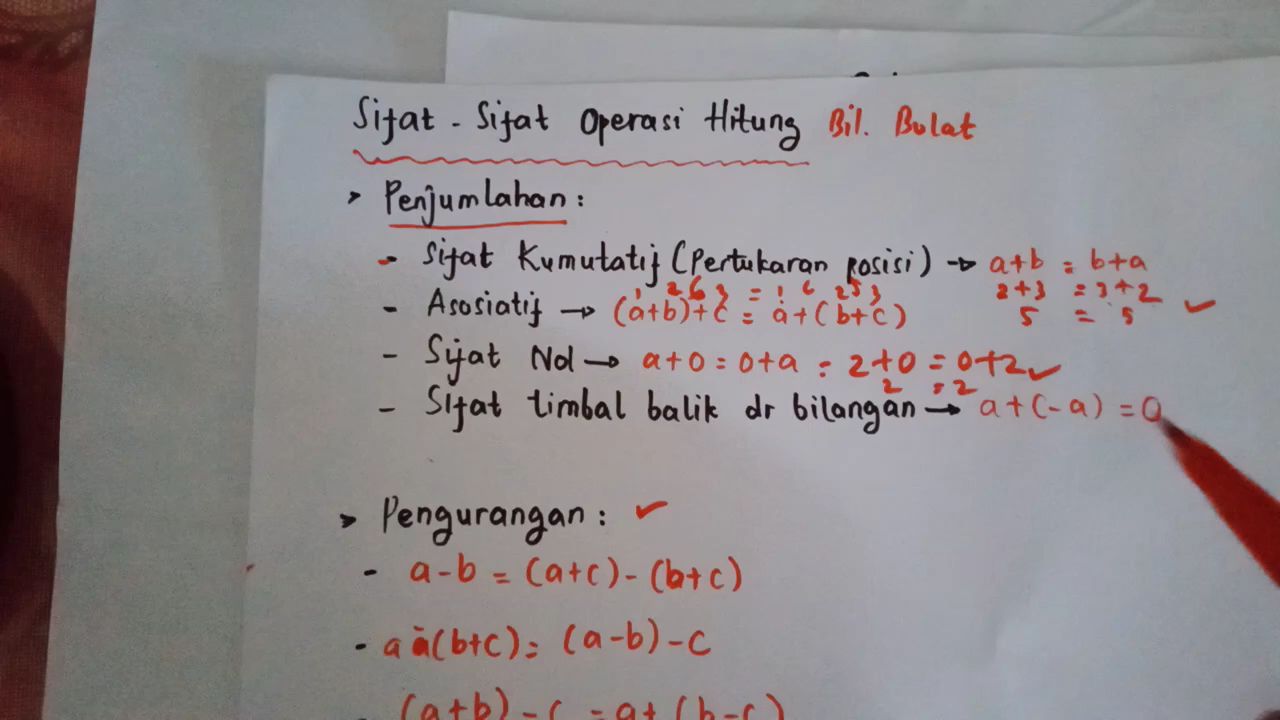 Sifat - Sifat Operasi Hitung Bil. Bulat
> Penjumlahan :
- Sifat Kumutatif (Pertukaran posisi) → a+b = b+a
2+3 = 3+2
5 = 5
- Asosiatif → (a+b)+c = a+(b+c)
- Sifat Nol → a+0 = 0+a = 2+0 = 0+2
2 = 2
- Sifat timbal balik dr bilangan → a+(-a) = 0
> Pengurangan :
- a-b = (a+c)-(b+c)
- a - (b+c) = (a-b)-c
- (a+b)-c = a+(b-c)